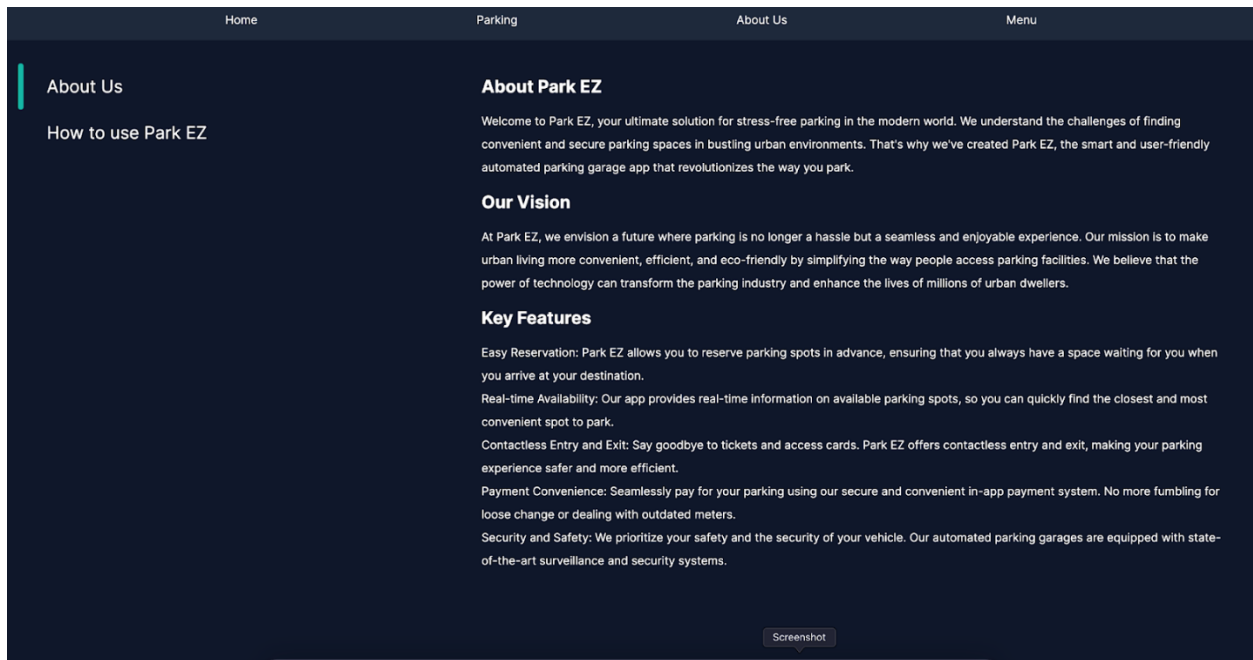 Home Parking About Us Menu
About Us
How to use Park EZ
About Park EZ
Welcome to Park EZ, your ultimate solution for stress-free parking in the modern world. We understand the challenges of finding
convenient and secure parking spaces in bustling urban environments. That's why we've created Park EZ, the smart and user-friendly
automated parking garage app that revolutionizes the way you park.
Our Vision
At Park EZ, we envision a future where parking is no longer a hassle but a seamless and enjoyable experience. Our mission is to make
urban living more convenient, efficient, and eco-friendly by simplifying the way people access parking facilities. We believe that the
power of technology can transform the parking industry and enhance the lives of millions of urban dwellers.
Key Features
Easy Reservation: Park EZ allows you to reserve parking spots in advance, ensuring that you always have a space waiting for you when
you arrive at your destination.
Real-time Availability: Our app provides real-time information on available parking spots, so you can quickly find the closest and most
convenient spot to park.
Contactless Entry and Exit: Say goodbye to tickets and access cards. Park EZ offers contactless entry and exit, making your parking
experience safer and more efficient.
Payment Convenience: Seamlessly pay for your parking using our secure and convenient in-app payment system. No more fumbling for
loose change or dealing with outdated meters.
Security and Safety: We prioritize your safety and the security of your vehicle. Our automated parking garages are equipped with state-
of-the-art surveillance and security systems.
Screenshot